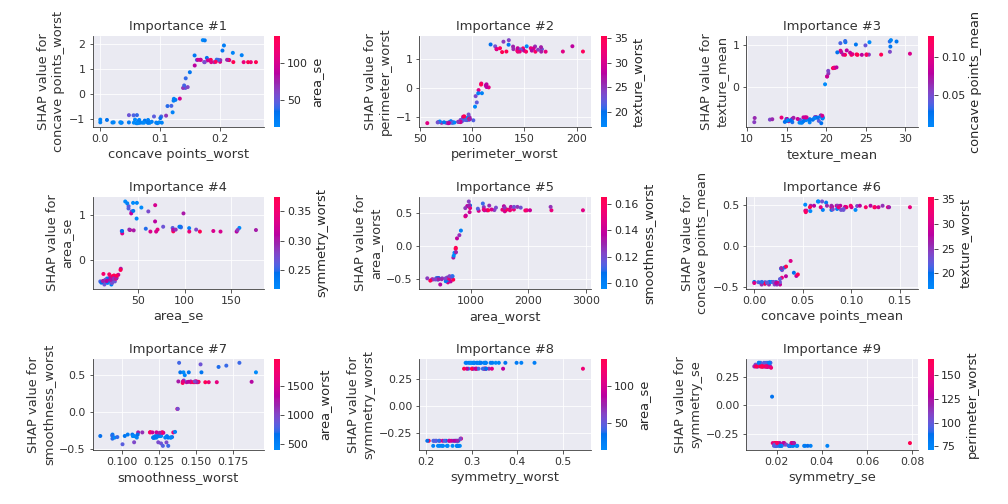 Importance #1
SHAP value for
concave points_worst
2
1
0
−1
0.0
0.1
0.2
concave points_worst
100
50
area_se
Importance #2
SHAP value for
perimeter_worst
1
0
−1
50
100
150
200
perimeter_worst
35
30
25
20
texture_worst
Importance #3
SHAP value for
texture_mean
1
0
10
15
20
25
30
texture_mean
0.10
0.05
concave points_mean
Importance #4
SHAP value for
area_se
1
0
50
100
150
area_se
0.35
0.30
0.25
symmetry_worst
Importance #5
SHAP value for
area_worst
0.5
0.0
−0.5
1000
2000
3000
area_worst
0.16
0.14
0.12
0.10
smoothness_worst
Importance #6
SHAP value for
concave points_mean
0.5
0.0
−0.5
0.00
0.05
0.10
0.15
concave points_mean
35
30
25
20
texture_worst
Importance #7
SHAP value for
smoothness_worst
0.5
0.0
−0.5
0.100
0.125
0.150
0.175
smoothness_worst
1500
1000
500
area_worst
Importance #8
SHAP value for
symmetry_worst
0.25
0.00
−0.25
0.2
0.3
0.4
0.5
symmetry_worst
100
50
area_se
Importance #9
SHAP value for
symmetry_se
0.25
0.00
−0.25
0.02
0.04
0.06
0.08
symmetry_se
150
125
100
75
perimeter_worst